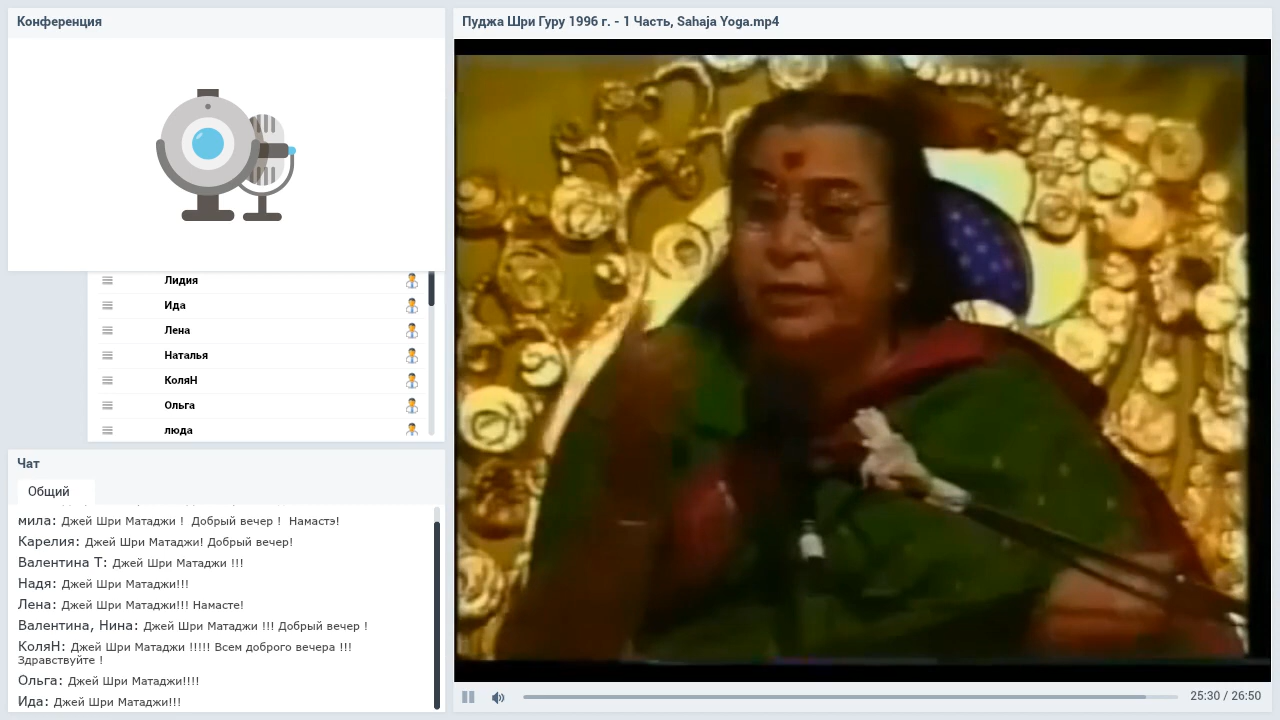 Конференция
Лидия
Ида
Лена
Наталья
КоляН
Ольга
люда
Чат
Общий
мила: Джей Шри Матаджи ! Добрый вечер ! Намастэ!
Карелия: Джей Шри Матаджи! Добрый вечер!
Валентина Т: Джей Шри Матаджи !!!
Надя: Джей Шри Матаджи!!!
Лена: Джей Шри Матаджи!!! Намасте!
Валентина, Нина: Джей Шри Матаджи !!! Добрый вечер !
КоляН: Джей Шри Матаджи !!!!! Всем доброго вечера !!!
Здравствуйте !
Ольга: Джей Шри Матаджи!!!!
Ида: Джей Шри Матаджи!!!
Пуджа Шри Гуру 1996 г. - 1 Часть, Sahaja Yoga.mp4
25:30 / 26:50